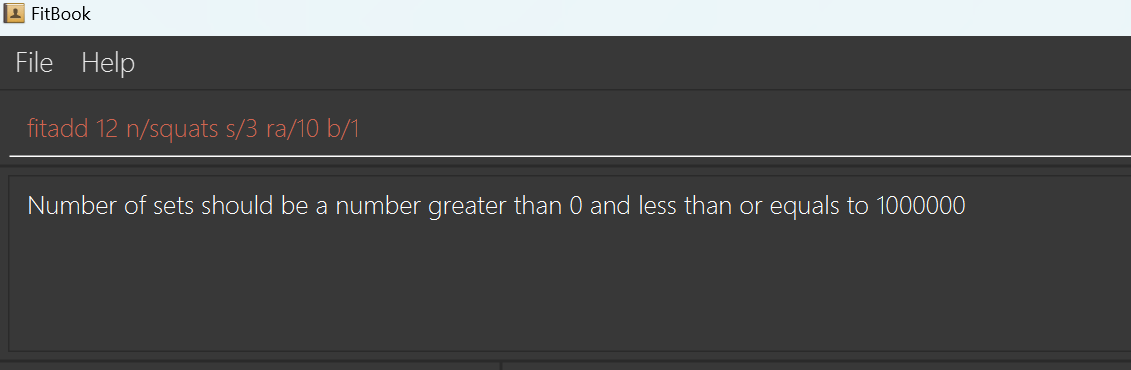 FitBook
File Help
fitadd 12 n/squats s/3 ra/10 b/1
Number of sets should be a number greater than 0 and less than or equals to 1000000